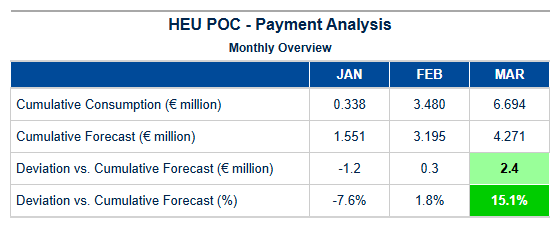 HEU POC - Payment Analysis
Monthly Overview
JAN FEB MAR
Cumulative Consumption (€ million) 0.338 3.480 6.694
Cumulative Forecast (€ million) 1.551 3.195 4.271
Deviation vs. Cumulative Forecast (€ million) -1.2 0.3 2.4
Deviation vs. Cumulative Forecast (%) -7.6% 1.8% 15.1%